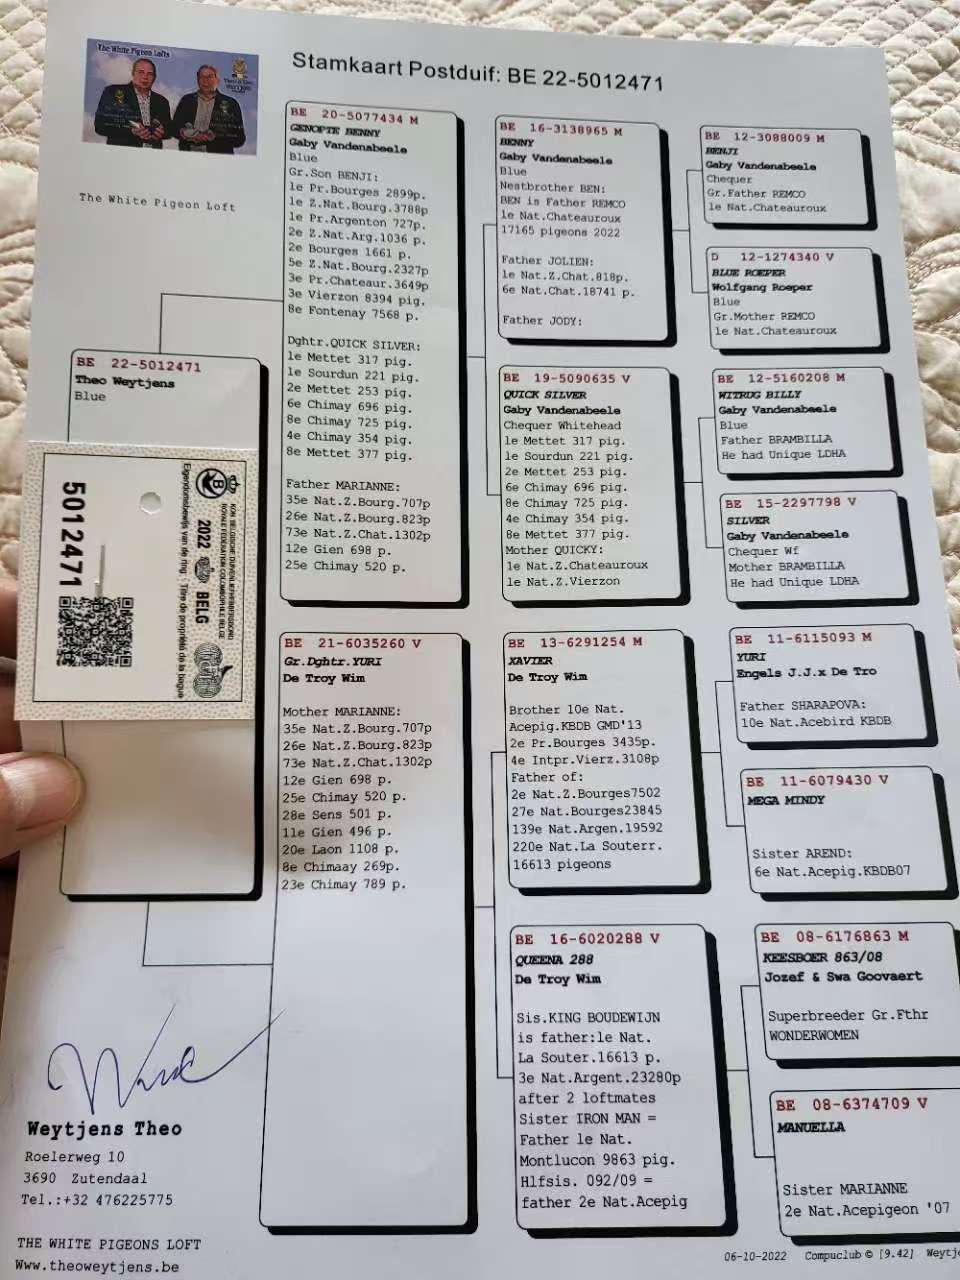 The White Pigeon Lofts
Stamkaart Postduif: BE 22-5012471
The White Pigeon Loft
BE 22-5012471
Theo Weytjens
Blue
5012471
KON. BELGISCHE DUIVENLIEFHEBBERSBOND
ROYALE FEDERATION COLOMBOPHILE BELGE
2022 BELG
Eigendomsbewijs van de ring - Titre de propriété de la bague
BE 20-5077434 M
GENOPTE BENNY
Gaby Vandenabeele
Blue
Gr.Son BENJI:
1e Pr.Bourges 2899p.
1e Z.Nat.Bourg.3788p
1e Pr.Argenton 727p.
2e Z.Nat.Arg.1036 p.
2e Bourges 1661 p.
5e Z.Nat.Bourg.2327p
3e Pr.Chateaur.3649p
3e Vierzon 8394 pig.
8e Fontenay 7568 p.
Dghtr.QUICK SILVER:
1e Mettet 317 pig.
1e Sourdun 221 pig.
2e Mettet 253 pig.
6e Chimay 696 pig.
8e Chimay 725 pig.
4e Chimay 354 pig.
8e Mettet 377 pig.
Father MARIANNE:
35e Nat.Z.Bourg.707p
26e Nat.Z.Bourg.823p
73e Nat.Z.Chat.1302p
12e Gien 698 p.
25e Chimay 520 p.
BE 21-6035260 V
Gr.Dghtr.YURI
De Troy Wim
Mother MARIANNE:
35e Nat.Z.Bourg.707p
26e Nat.Z.Bourg.823p
73e Nat.Z.Chat.1302p
12e Gien 698 p.
25e Chimay 520 p.
28e Sens 501 p.
11e Gien 496 p.
20e Laon 1108 p.
8e Chimaay 269p.
23e Chimay 789 p.
BE 16-3138965 M
BENNY
Gaby Vandenabeele
Blue
Nestbrother BEN:
BEN is Father REMCO
1e Nat.Chateauroux
17165 pigeons 2022
Father JOLIEN:
1e Nat.Z.Chat.818p.
6e Nat.Chat.18741 p.
Father JODY:
BE 19-5090635 V
QUICK SILVER
Gaby Vandenabeele
Chequer Whitehead
1e Mettet 317 pig.
1e Sourdun 221 pig.
2e Mettet 253 pig.
6e Chimay 696 pig.
8e Chimay 725 pig.
4e Chimay 354 pig.
8e Mettet 377 pig.
Mother QUICKY:
1e Nat.Z.Chateauroux
1e Nat.Z.Vierzon
BE 13-6291254 M
XAVIER
De Troy Wim
Brother 10e Nat.
Acepig.KBDB GMD'13
2e Pr.Bourges 3435p.
4e Intpr.Vierz.3108p
Father of:
2e Nat.Z.Bourges7502
27e Nat.Bourges23845
139e Nat.Argen.19592
220e Nat.La Souterr.
16613 pigeons
BE 16-6020288 V
QUEENA 288
De Troy Wim
Sis.KING BOUDEWIJN
is father:1e Nat.
La Souter.16613 p.
3e Nat.Argent.23280p
after 2 loftmates
Sister IRON MAN =
Father 1e Nat.
Montlucon 9863 pig.
Hlfsis. 092/09 =
father 2e Nat.Acepig
BE 12-3088009 M
BENJI
Gaby Vandenabeele
Chequer
Gr.Father REMCO
1e Nat.Chateauroux
D 12-1274340 V
BLUE ROEPER
Wolfgang Roeper
Blue
Gr.Mother REMCO
1e Nat.Chateauroux
BE 12-5160208 M
WITRUG BILLY
Gaby Vandenabeele
Blue
Father BRAMBILLA
He had Unique LDHA
BE 15-2297798 V
SILVER
Gaby Vandenabeele
Chequer Wf
Mother BRAMBILLA
He had Unique LDHA
BE 11-6115093 M
YURI
Engels J.J.x De Tro
Father SHARAPOVA:
10e Nat.Acebird KBDB
BE 11-6079430 V
MEGA MINDY
Sister AREND:
6e Nat.Acepig.KBDB07
BE 08-6176863 M
KEESBOER 863/08
Jozef & Swa Goovaert
Superbreeder Gr.Fthr
WONDERWOMEN
BE 08-6374709 V
MANUELLA
Sister MARIANNE
2e Nat.Acepigeon '07
Weytjens Theo
Roelerweg 10
3690 Zutendaal
Tel.:+32 476225775
THE WHITE PIGEONS LOFT
Www.theoweytjens.be
06-10-2022 Compuclub © [9.42] Weytj